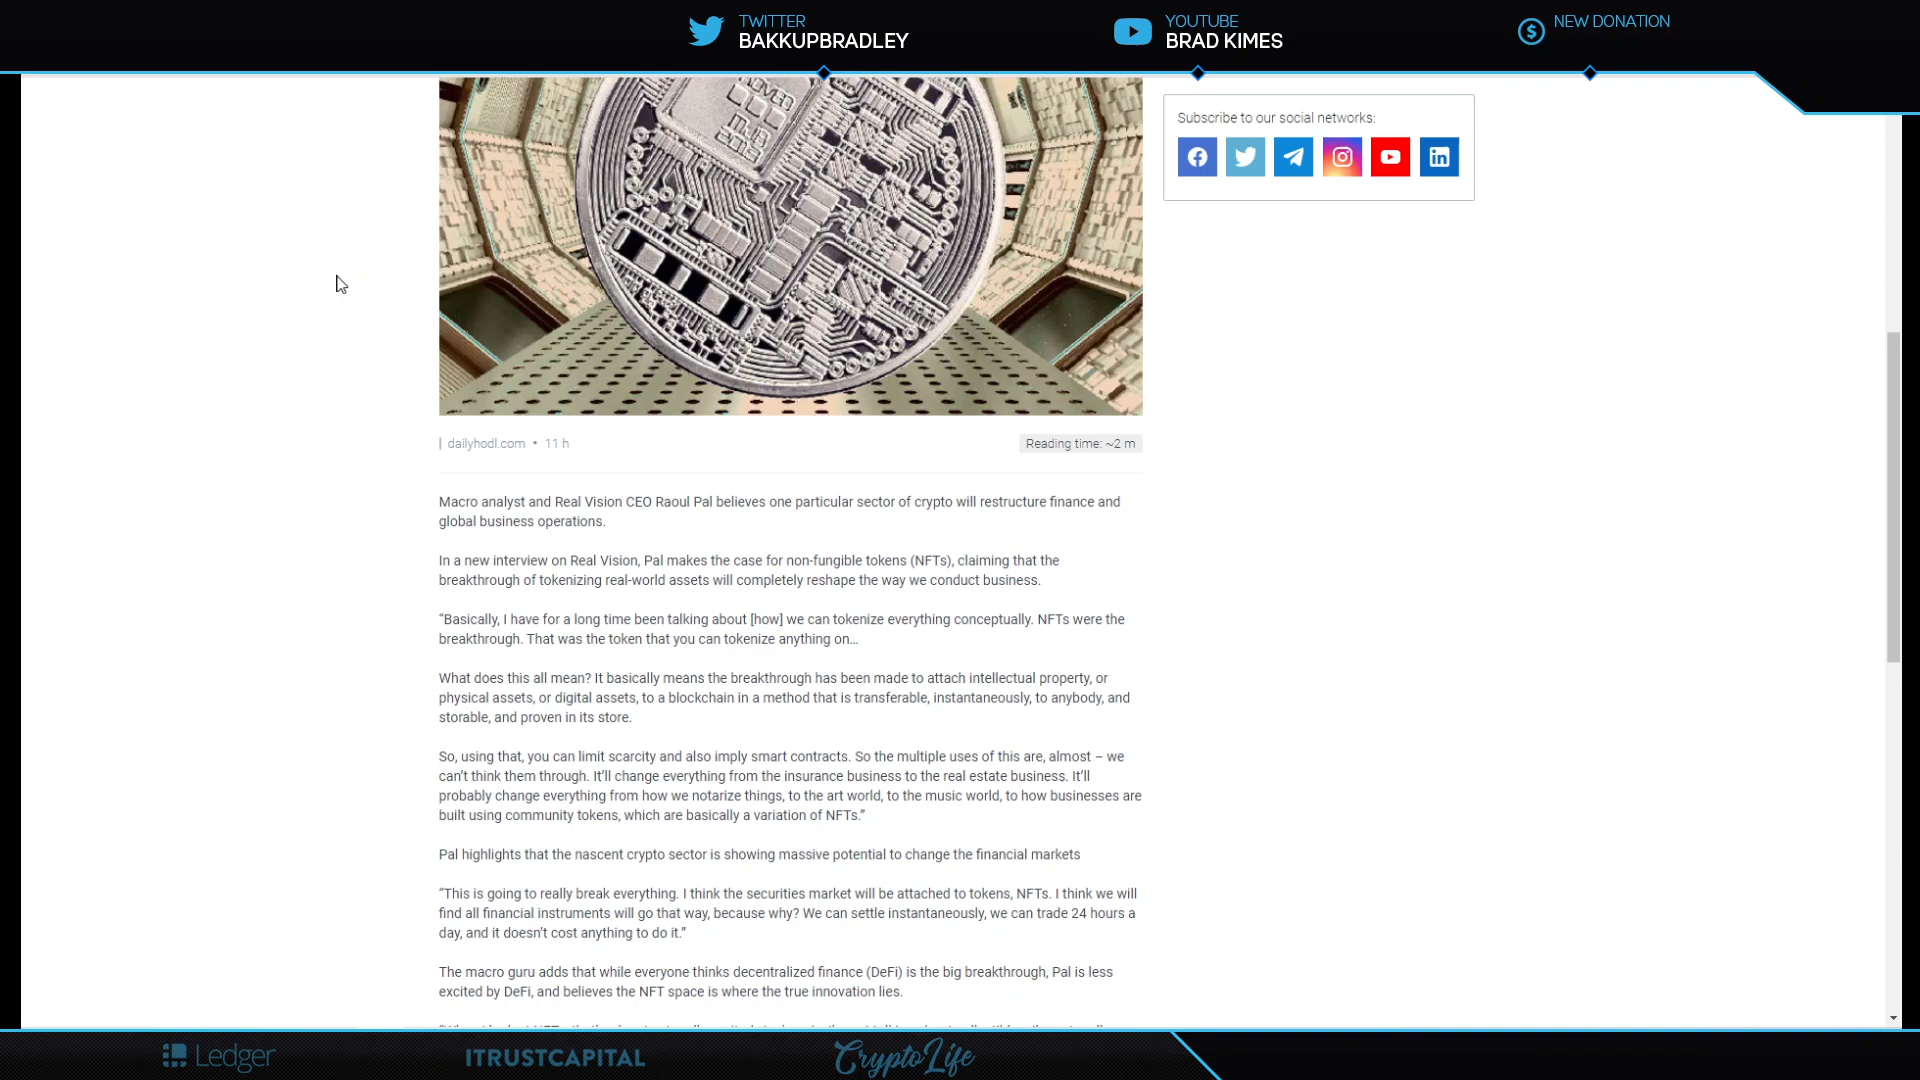 TWITTER
BAKKUPBRADLEY
YOUTUBE
BRAD KIMES
NEW DONATION
Subscribe to our social networks:
dailyhodl.com • 11 h
Reading time: ~2 m
Macro analyst and Real Vision CEO Raoul Pal believes one particular sector of crypto will restructure finance and
global business operations.
In a new interview on Real Vision, Pal makes the case for non-fungible tokens (NFTs), claiming that the
breakthrough of tokenizing real-world assets will completely reshape the way we conduct business.
“Basically, I have for a long time been talking about [how] we can tokenize everything conceptually. NFTs were the
breakthrough. That was the token that you can tokenize anything on…
What does this all mean? It basically means the breakthrough has been made to attach intellectual property, or
physical assets, or digital assets, to a blockchain in a method that is transferable, instantaneously, to anybody, and
storable, and proven in its store.
So, using that, you can limit scarcity and also imply smart contracts. So the multiple uses of this are, almost – we
can’t think them through. It’ll change everything from the insurance business to the real estate business. It’ll
probably change everything from how we notarize things, to the art world, to the music world, to how businesses are
built using community tokens, which are basically a variation of NFTs.”
Pal highlights that the nascent crypto sector is showing massive potential to change the financial markets
“This is going to really break everything. I think the securities market will be attached to tokens, NFTs. I think we will
find all financial instruments will go that way, because why? We can settle instantaneously, we can trade 24 hours a
day, and it doesn’t cost anything to do it.”
The macro guru adds that while everyone thinks decentralized finance (DeFi) is the big breakthrough, Pal is less
excited by DeFi, and believes the NFT space is where the true innovation lies.
Ledger
ITRUSTCAPITAL
CryptoLife